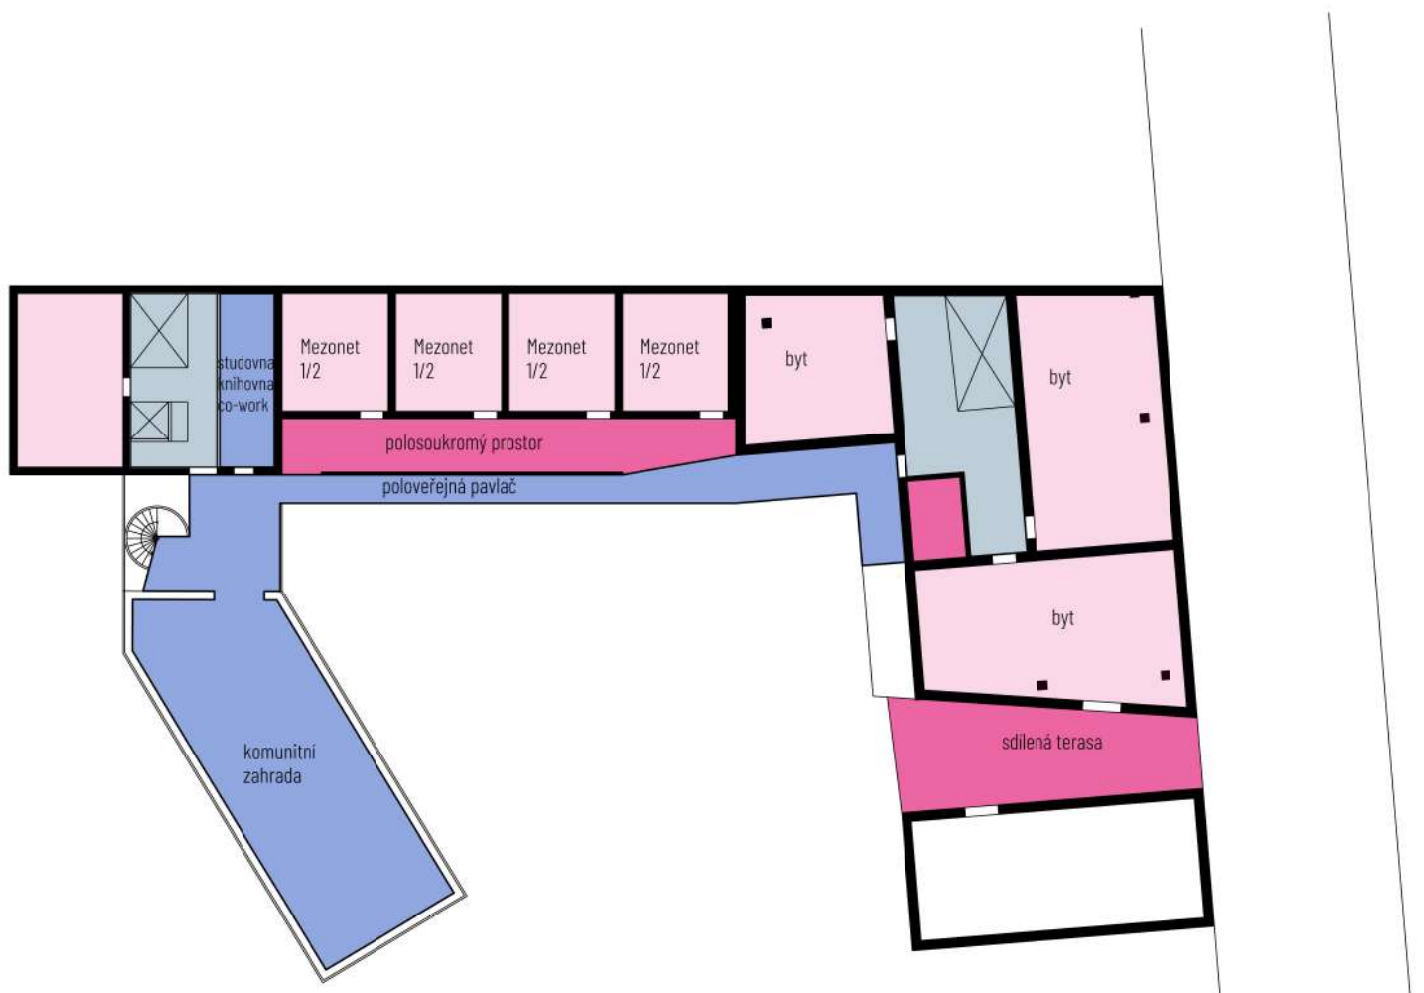 studovna
knihovna
co-work
Mezonet
1/2
Mezonet
1/2
Mezonet
1/2
Mezonet
1/2
byt
byt
polosoukromý prostor
poloveřejná pavlač
byt
sdílená terasa
komunitní
zahrada